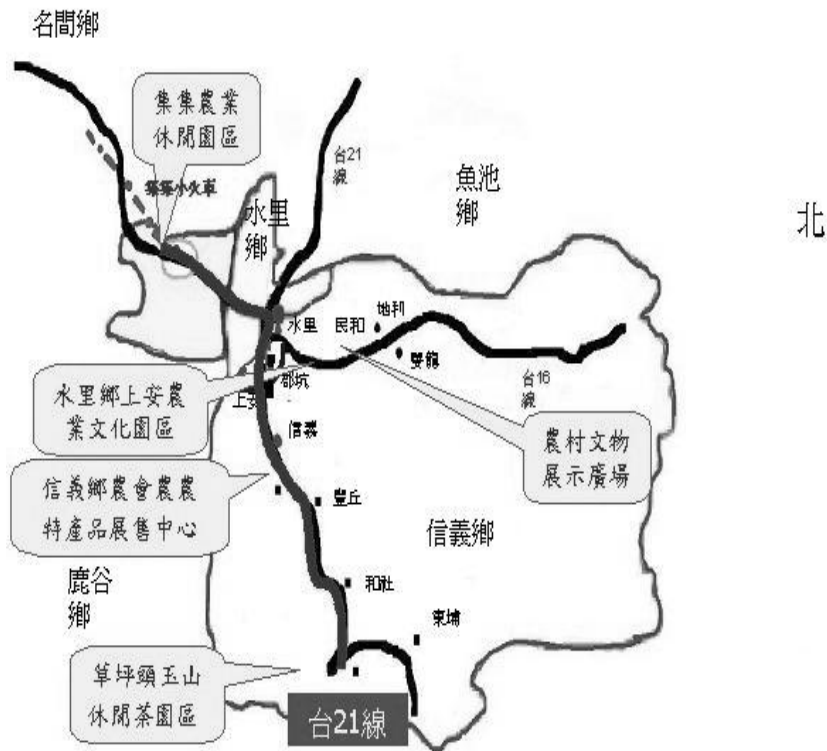 名間鄉
集集農業
休閒園區
台21
線
魚池
鄉
集集小火車
水里
鄉
北
水里
民和
地利
雙龍
郡坑
台16
線
水里鄉上安農
業文化園區
上安
信義
農村文物
展示廣場
信義鄉農會農農
特產品展售中心
豐丘
信義鄉
和社
鹿谷
鄉
東埔
草坪頭玉山
休閒茶園區
台21線